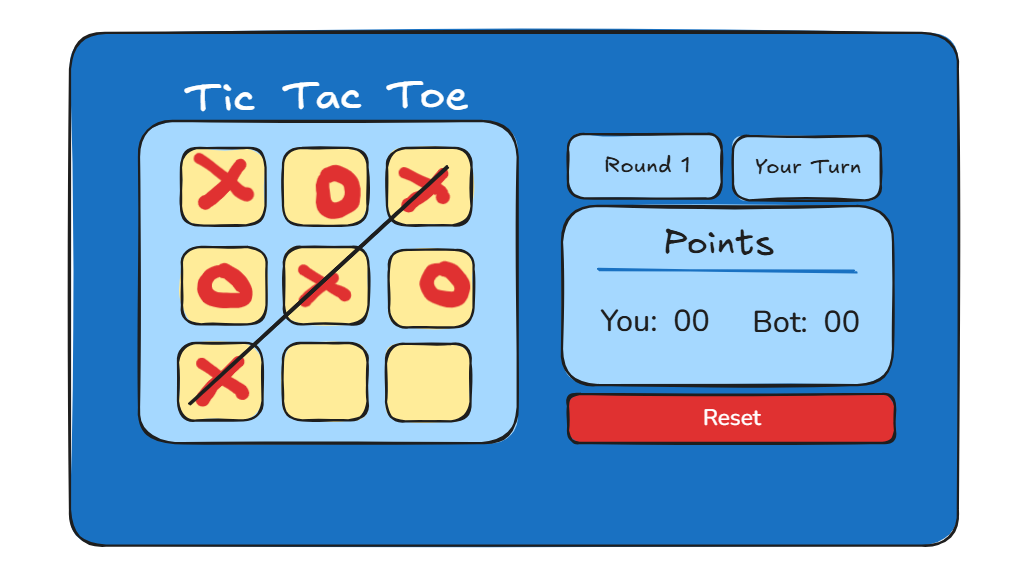 Tic Tac Toe
X O X
O X O
X
Round 1
Your Turn
Points
You: 00 Bot: 00
Reset